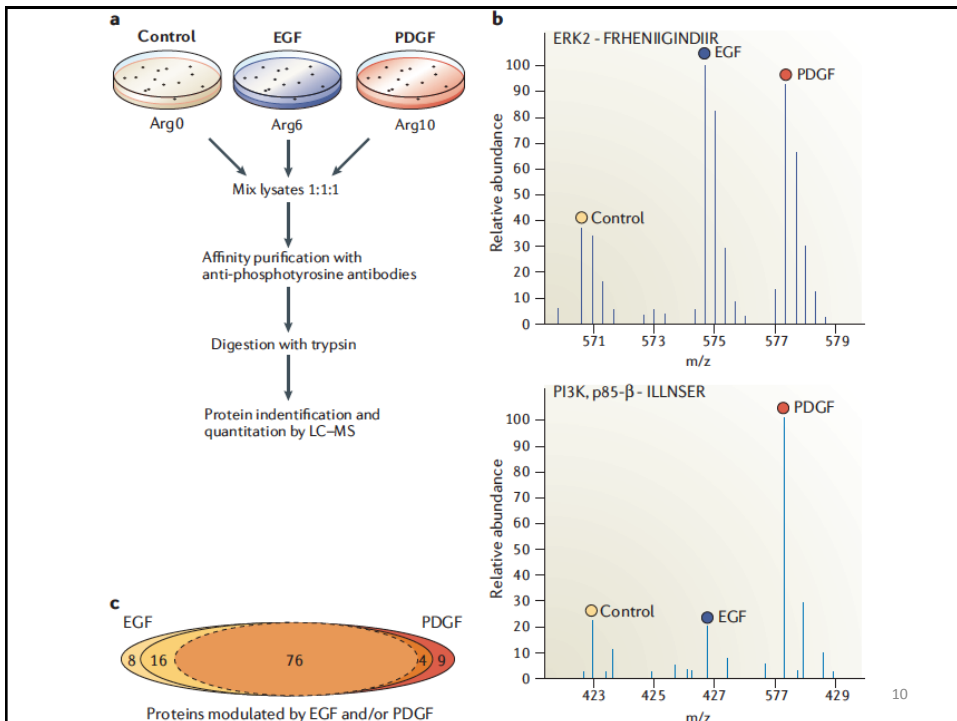 a
Control EGF PDGF
Arg0 Arg6 Arg10
Mix lysates 1:1:1
Affinity purification with
anti-phosphotyrosine antibodies
Digestion with trypsin
Protein indentification and
quantitation by LC–MS
b
ERK2 - FRHENIIGINDIIR
EGF
PDGF
Control
Relative abundance
100
90
80
70
60
50
40
30
20
10
0
571 573 575 577 579
m/z
PI3K, p85-β - ILLNSER
PDGF
Control
EGF
Relative abundance
100
90
80
70
60
50
40
30
20
10
0
423 425 427 577 429
m/z
c
EGF PDGF
8 16 76 4 9
Proteins modulated by EGF and/or PDGF
10